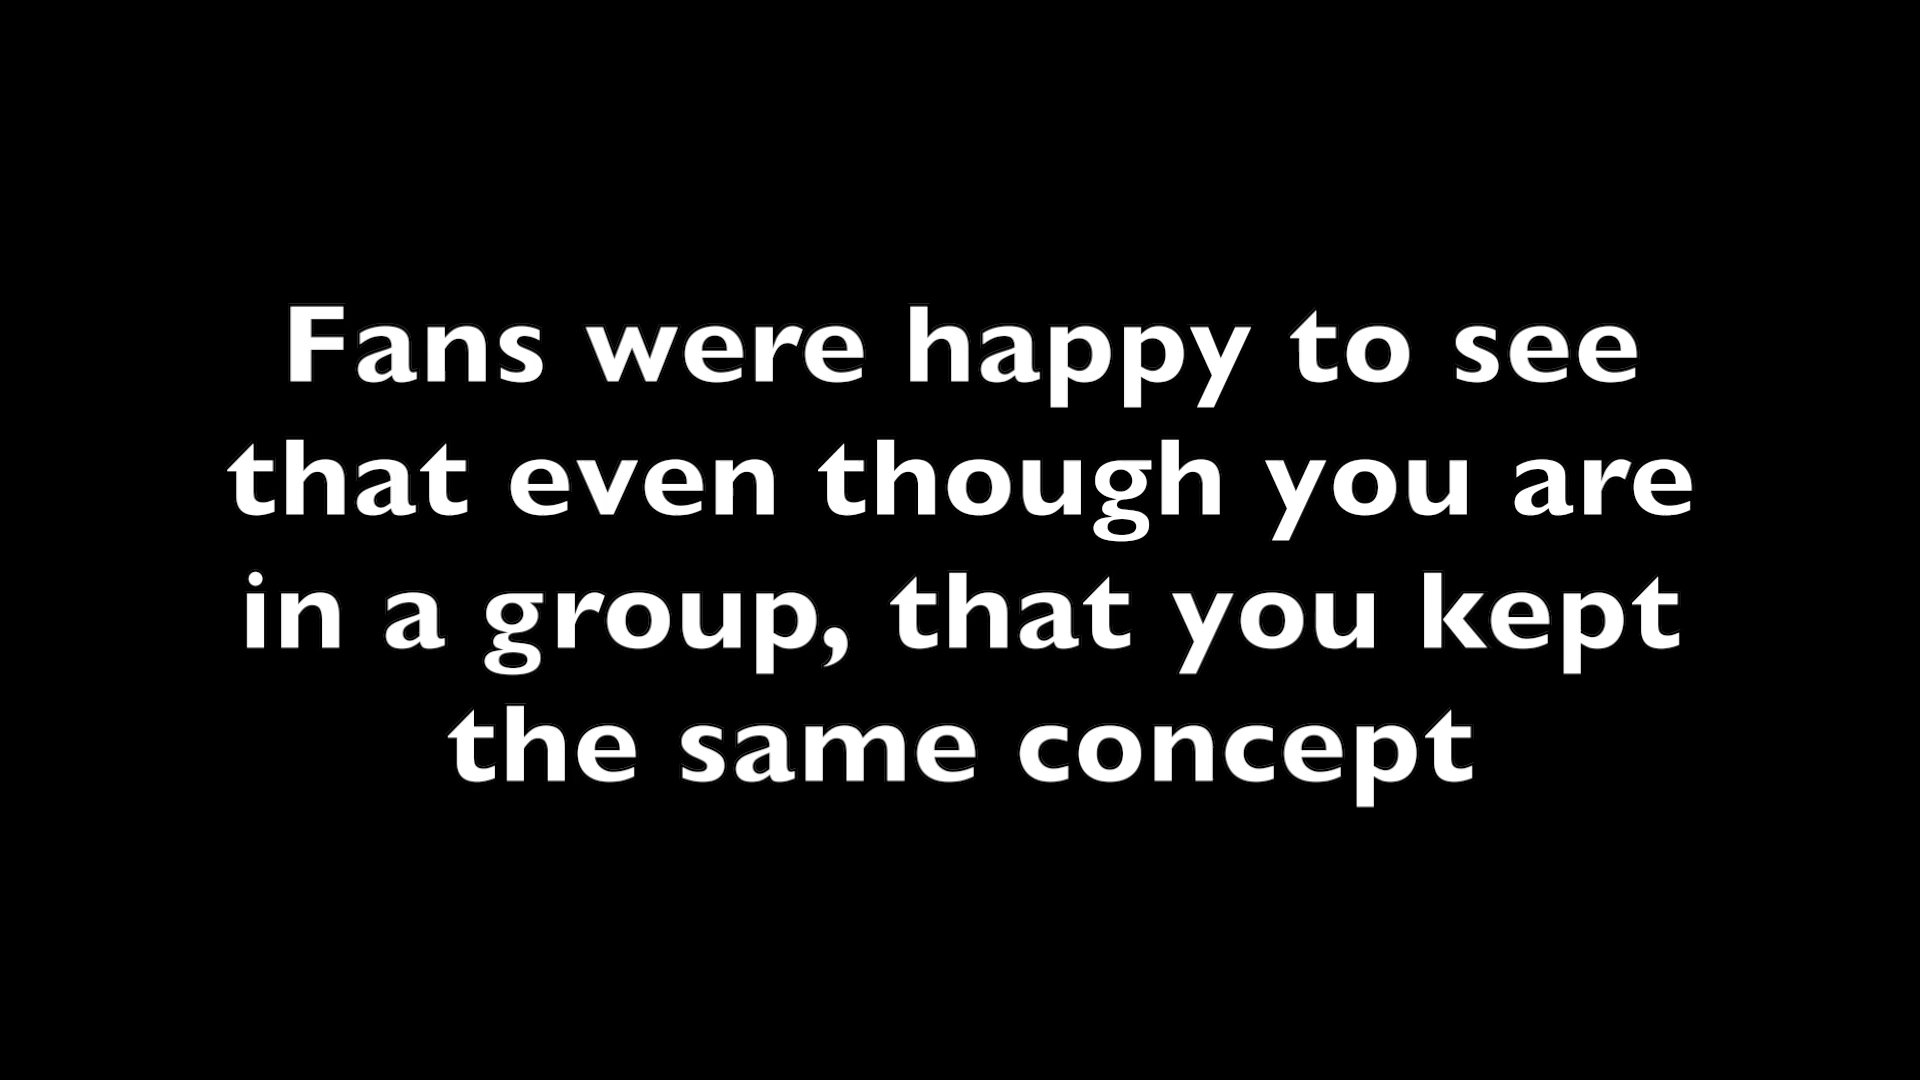 Fans were happy to see
that even though you are
in a group, that you kept
the same concept